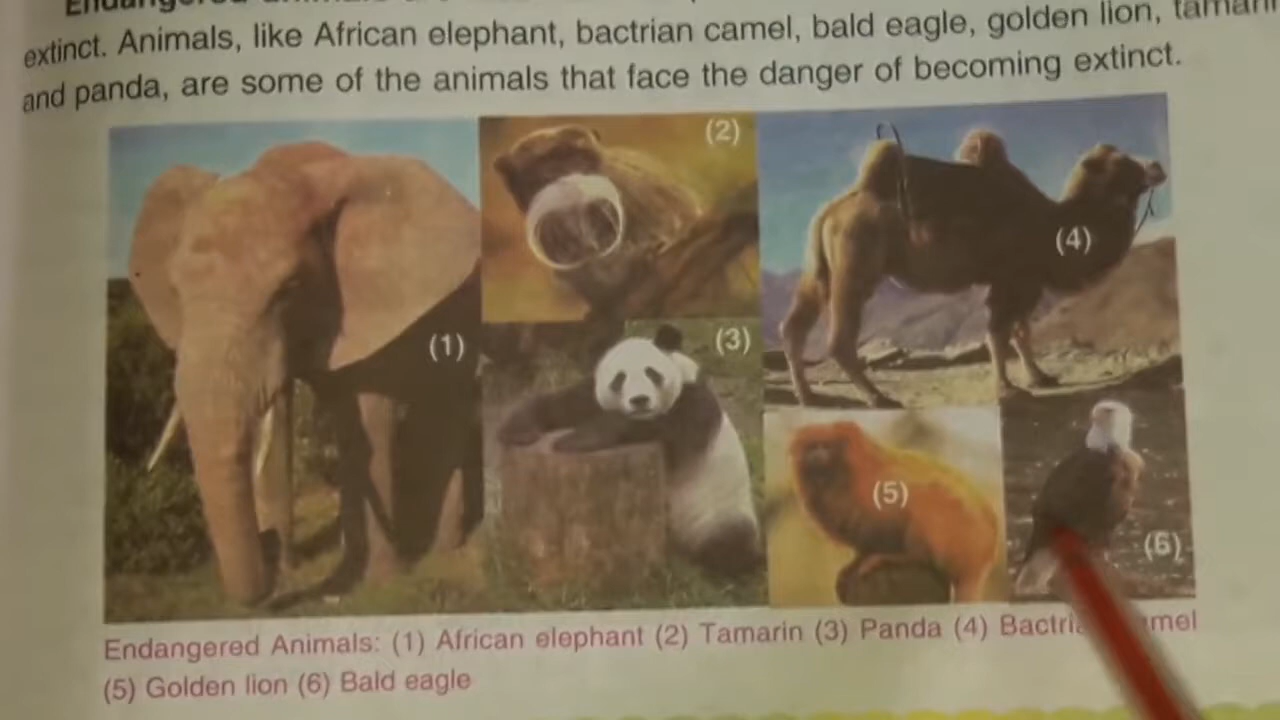 Endangered
extinct. Animals, like African elephant, bactrian camel, bald eagle, golden lion, tamarin
and panda, are some of the animals that face the danger of becoming extinct.
(2)
(4)
(1)
(3)
(5)
(6)
Endangered Animals: (1) African elephant (2) Tamarin (3) Panda (4)
(5) Golden lion (6) Bald eagle